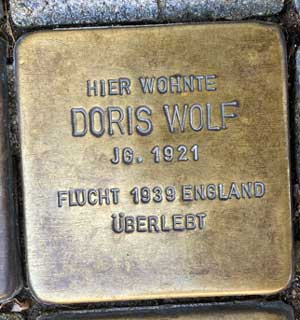 HIER WOHNTE
DORIS WOLF
JG. 1921
FLUCHT 1939 ENGLAND
ÜBERLEBT